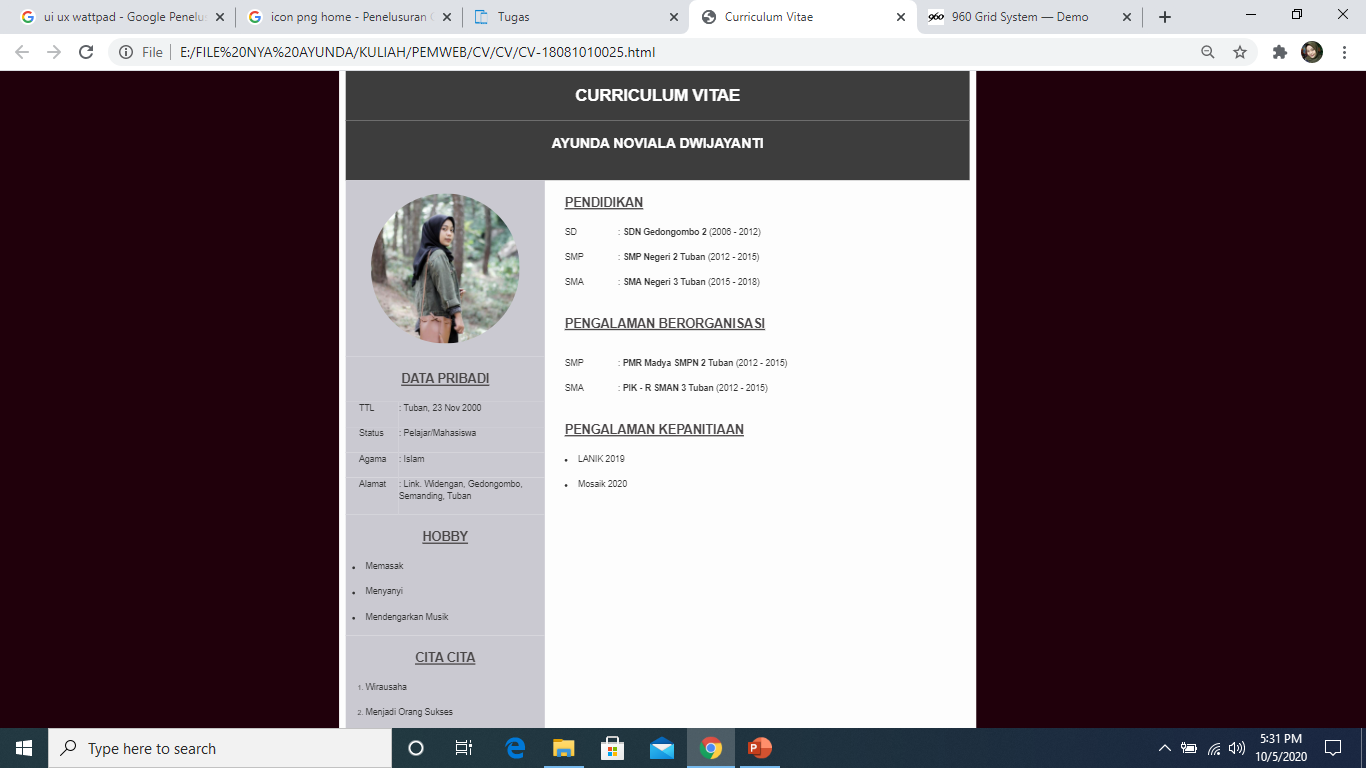 ui ux wattpad - Google Penelus
icon png home - Penelusuran G
Tugas
Curriculum Vitae
960 960 Grid System — Demo
File E:/FILE%20NYA%20AYUNDA/KULIAH/PEMWEB/CV/CV/CV-18081010025.html
CURRICULUM VITAE
AYUNDA NOVIALA DWIJAYANTI
DATA PRIBADI
TTL : Tuban, 23 Nov 2000
Status : Pelajar/Mahasiswa
Agama : Islam
Alamat : Link. Widengan, Gedongombo,
Semanding, Tuban
HOBBY
• Memasak
• Menyanyi
• Mendengarkan Musik
CITA CITA
1. Wirausaha
2. Menjadi Orang Sukses
PENDIDIKAN
SD : SDN Gedongombo 2 (2006 - 2012)
SMP : SMP Negeri 2 Tuban (2012 - 2015)
SMA : SMA Negeri 3 Tuban (2015 - 2018)
PENGALAMAN BERORGANISASI
SMP : PMR Madya SMPN 2 Tuban (2012 - 2015)
SMA : PIK - R SMAN 3 Tuban (2012 - 2015)
PENGALAMAN KEPANITIAAN
• LANIK 2019
• Mosaik 2020
Type here to search
5:31 PM
10/5/2020